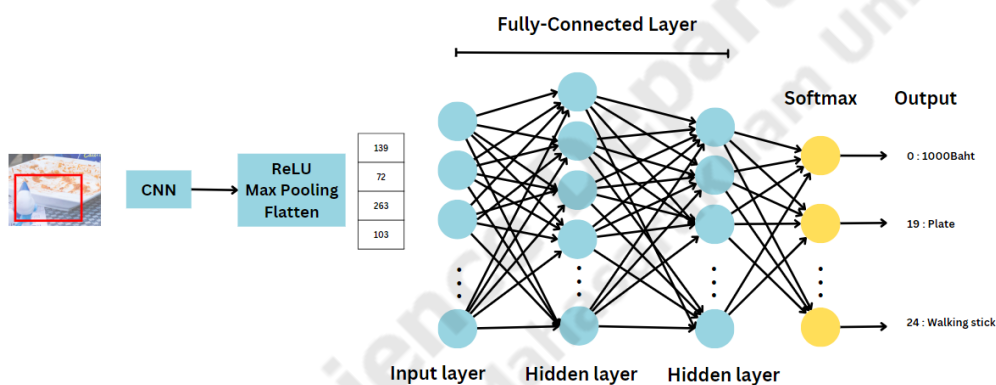 Fully-Connected Layer
Softmax
Output
CNN
ReLU
Max Pooling
Flatten
139
72
263
103
0 : 1000Baht
19 : Plate
24 : Walking stick
Input layer
Hidden layer
Hidden layer